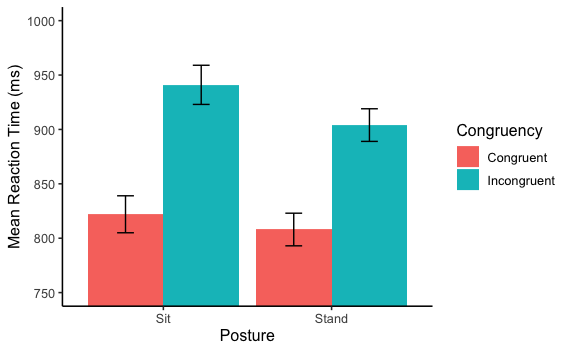 1000
950
900
850
800
750
Mean Reaction Time (ms)
Sit
Stand
Posture
Congruency
Congruent
Incongruent